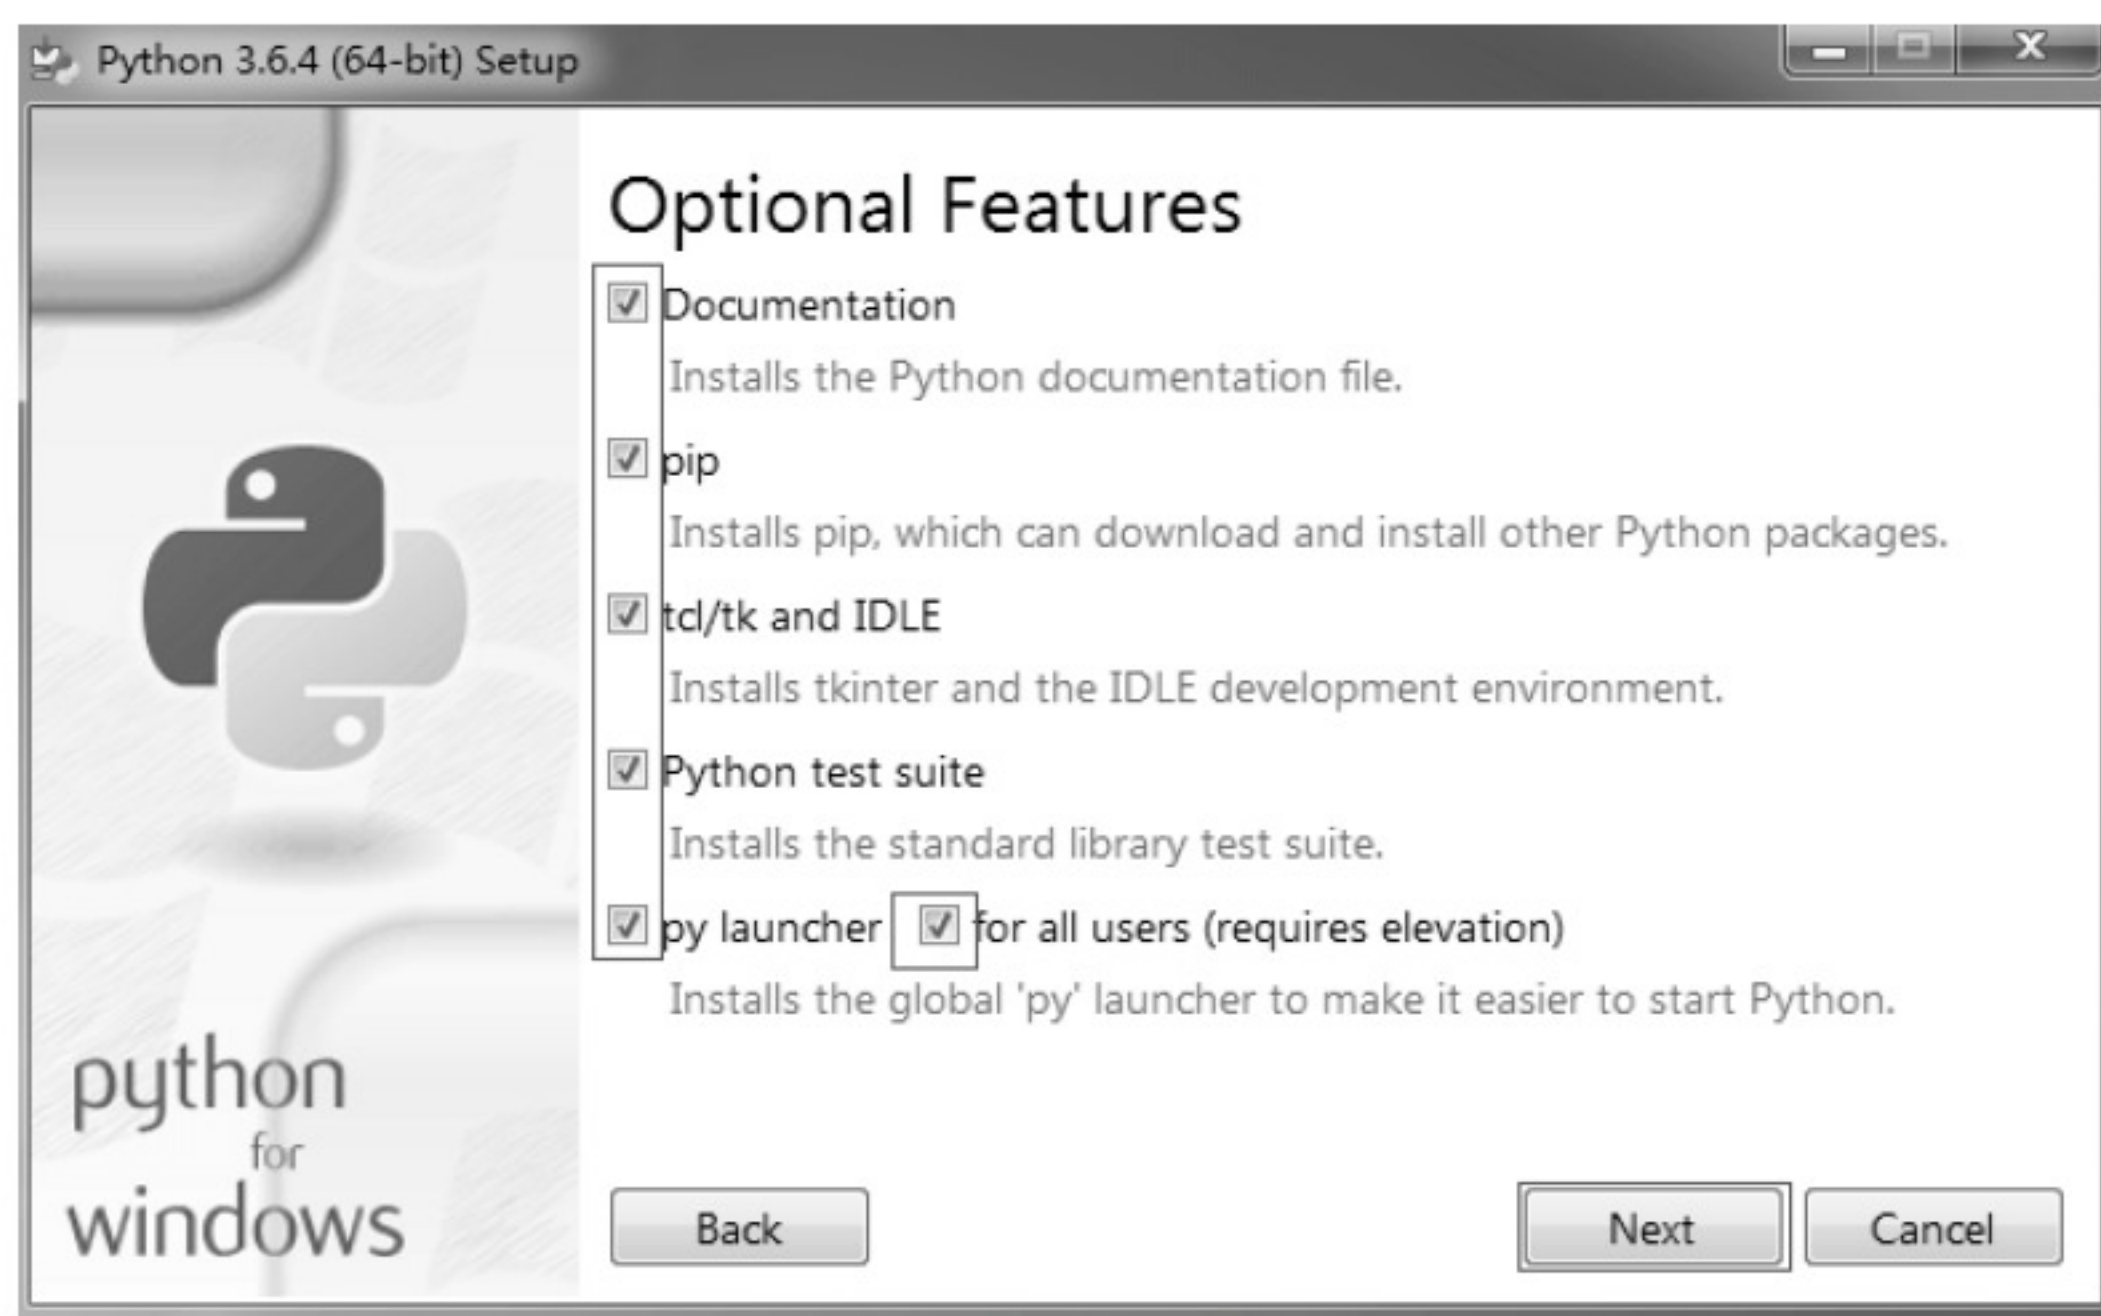 Python 3.6.4 (64-bit) Setup
Optional Features
Documentation
Installs the Python documentation file.
pip
Installs pip, which can download and install other Python packages.
tcl/tk and IDLE
Installs tkinter and the IDLE development environment.
Python test suite
Installs the standard library test suite.
py launcher for all users (requires elevation)
Installs the global 'py' launcher to make it easier to start Python.
python
for
windows
Back Next Cancel